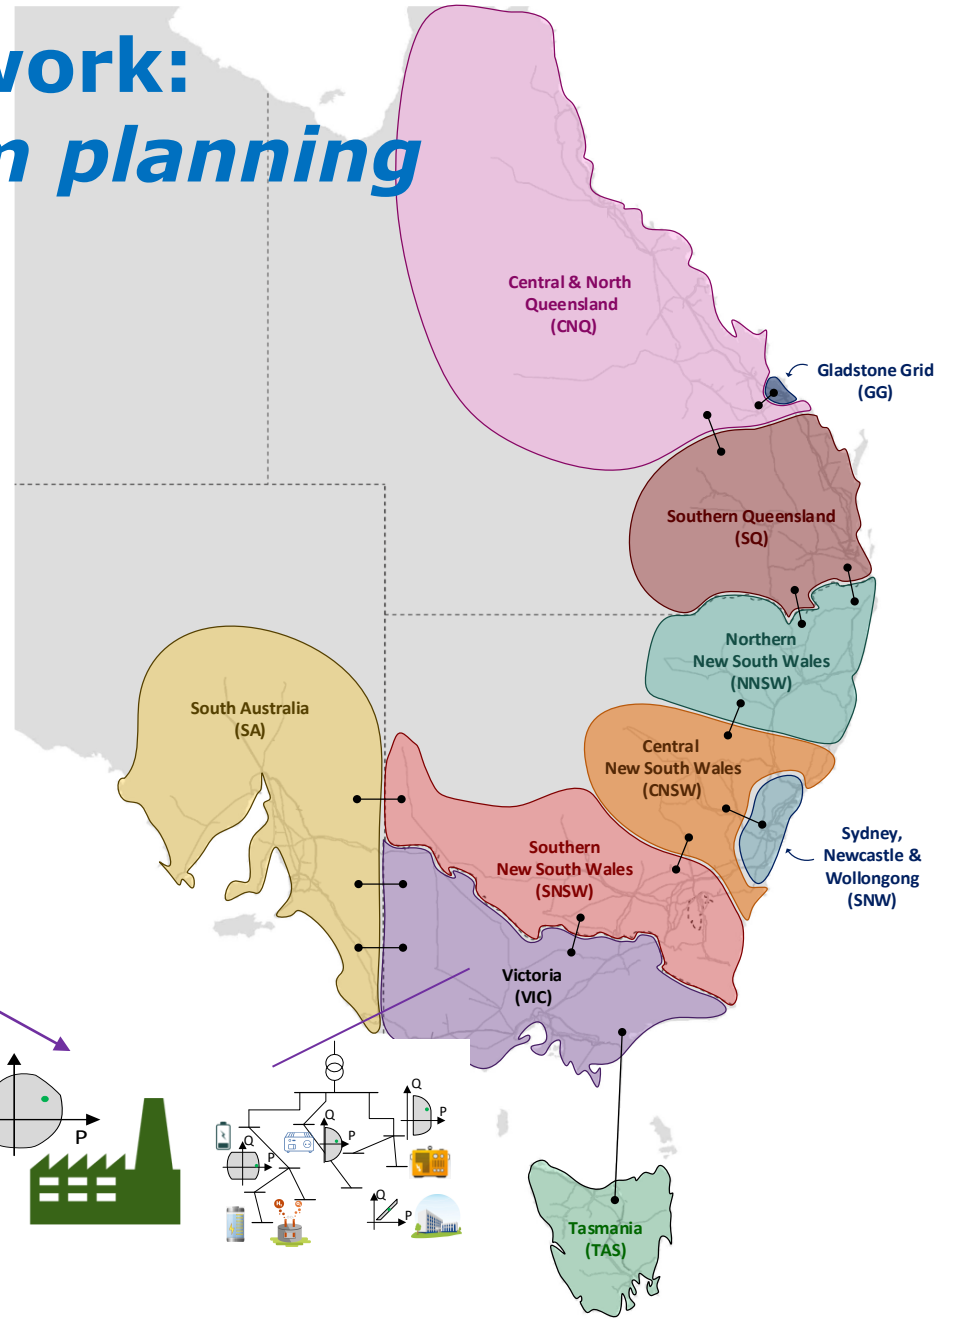 work:
n planning
Central & North
Queensland
(CNQ)
Gladstone Grid
(GG)
Southern Queensland
(SQ)
Northern
New South Wales
(NNSW)
South Australia
(SA)
Central
New South Wales
(CNSW)
Sydney,
Newcastle &
Wollongong
(SNW)
Southern
New South Wales
(SNSW)
Victoria
(VIC)
P
Q
P
Q
P
Q
P
Q
P
Tasmania
(TAS)